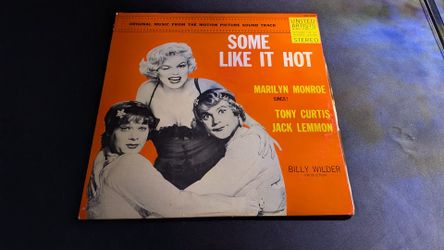 ORIGINAL MUSIC FROM THE MOTION PICTURE SOUND TRACK
UNITED
ARTISTS
STEREO
SOME
LIKE IT HOT
MARILYN MONROE
SINGS!
TONY CURTIS
JACK LEMMON
BILLY WILDER